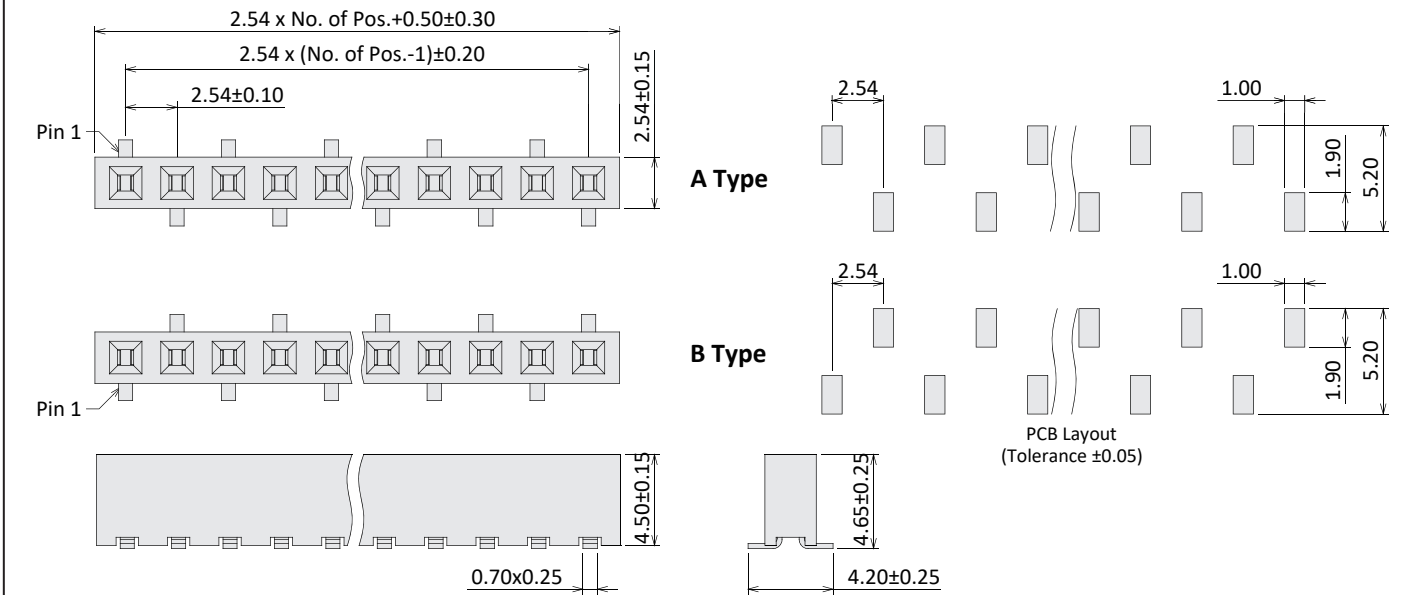 2.54 x No. of Pos.+0.50±0.30
2.54 x (No. of Pos.-1)±0.20
2.54±0.10
2.54±0.15
Pin 1
A Type
2.54
1.00
1.90
5.20
Pin 1
B Type
2.54
1.00
1.90
5.20
PCB Layout
(Tolerance ±0.05)
4.50±0.15
0.70x0.25
4.65±0.25
4.20±0.25